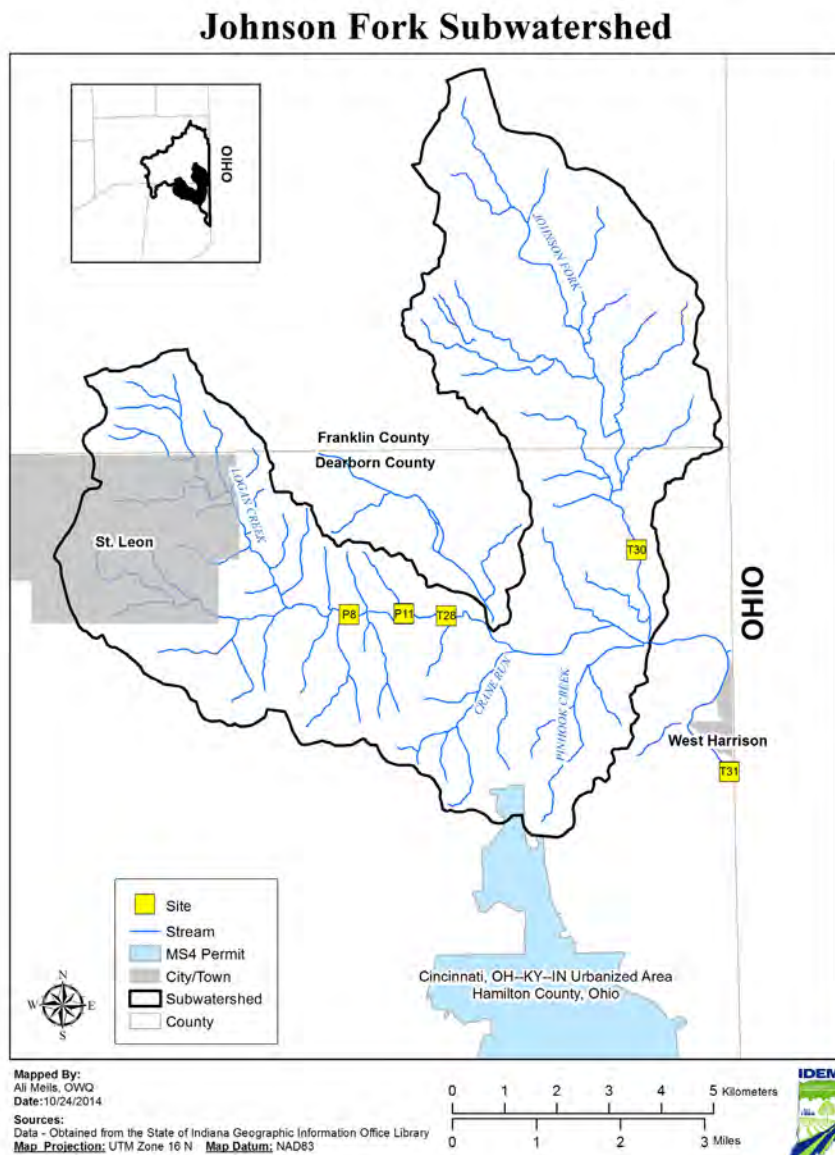 Johnson Fork Subwatershed
OHIO
JOHNSON FORK
Franklin County
Dearborn County
LOGAN CREEK
St. Leon
T30
OHIO
P8
P11
T28
CRANE RUN
PINHOOK CREEK
West Harrison
T31
Site
Stream
MS4 Permit
City/Town
Subwatershed
County
Cincinnati, OH--KY--IN Urbanized Area
Hamilton County, Ohio
N
W
E
S
Mapped By:
Ali Meils, OWQ
Date:10/24/2014
Sources:
Data - Obtained from the State of Indiana Geographic Information Office Library
Map Projection: UTM Zone 16 N Map Datum: NAD83
0 1 2 3 4 5 Kilometers
0 1 2 3 Miles
IDEM